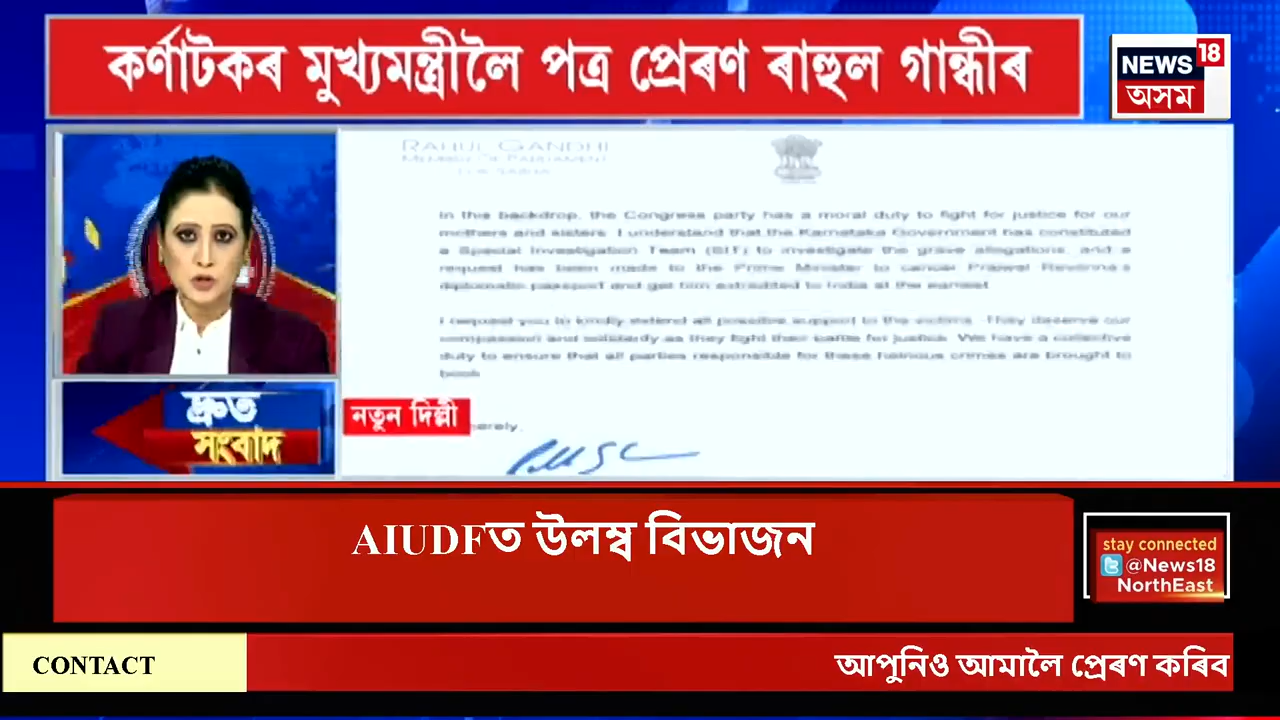 কৰ্ণাটকৰ মুখ্যমন্ত্ৰীলৈ পত্ৰ প্ৰেৰণ ৰাহুল গান্ধীৰ
NEWS 18
অসম
RAHUL GANDHI
MEMBER OF PARLIAMENT
LOK SABHA
In this backdrop, the Congress party has a moral duty to fight for justice for our
mothers and sisters. I understand that the Karnataka Government has constituted
a Special Investigation Team (SIT) to investigate the grave allegations, and a
request has been made to the Prime Minister to cancel Prajwal Revanna's
diplomatic passport and get him extradited to India at the earliest.
I request you to kindly extend all possible support to the victims. They deserve our
compassion and solidarity as they fight their battle for justice. We have a collective
duty to ensure that all parties responsible for these heinous crimes are brought to
book.
erely,
নতুন দিল্লী
দ্ৰুত
সংবাদ
AIUDFত উলম্ব বিভাজন
stay connected
@News18
NorthEast
CONTACT
আপুনিও আমালৈ প্ৰেৰণ কৰিব